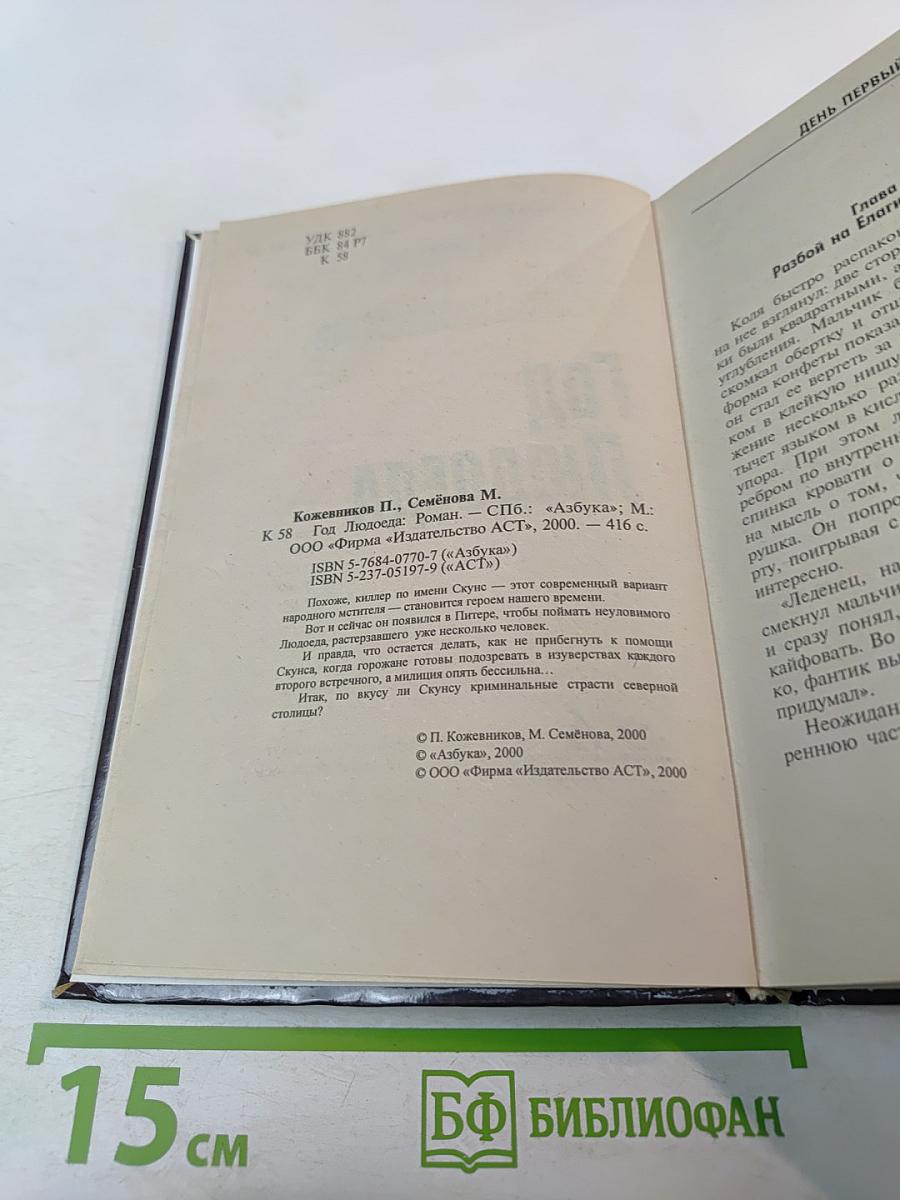 УДК 882
ББК 84 Р7
К 58
Год
Людоеда
Кожевников П., Семёнова М.
К 58 Год Людоеда: Роман. — СПб.: «Азбука»; М.:
ООО «Фирма «Издательство АСТ», 2000. — 416 с.
ISBN 5-7684-0770-7 («Азбука»)
ISBN 5-237-05197-9 («АСТ»)
Похоже, киллер по имени Скунс — этот современный вариант
народного мстителя — становится героем нашего времени.
Вот и сейчас он появился в Питере, чтобы поймать неуловимого
Людоеда, растерзавшего уже несколько человек.
И правда, что остается делать, как не прибегнуть к помощи
Скунса, когда горожане готовы подозревать в изуверствах каждого
второго встречного, а милиция опять бессильна...
Итак, по вкусу ли Скунсу криминальные страсти северной
столицы?
© П. Кожевников, М. Семёнова, 2000
© «Азбука», 2000
© ООО «Фирма «Издательство АСТ», 2000
ДЕНЬ ПЕРВЫЙ
Глава
Разбой на Елаги
Коля быстро распако
на нее взглянул: две стор
ки были квадратными, а
углубления. Мальчик б
скомкал обертку и отш
форма конфеты показа
он стал ее вертеть за
ком в клейкую нишу
жение несколько раз
тычет языком в кисл
упора. При этом л
ребром по внутренн
спинка кровати о
на мысль о том, ч
рушка. Он попро
рту, поигрывая с
интересно.
«Леденец, на
смекнул мальчи
и сразу понял,
кайфовать. Во
ко, фантик вы
придумал».
Неожидан
реннюю част
15 см
БФ БИБЛИОФАН